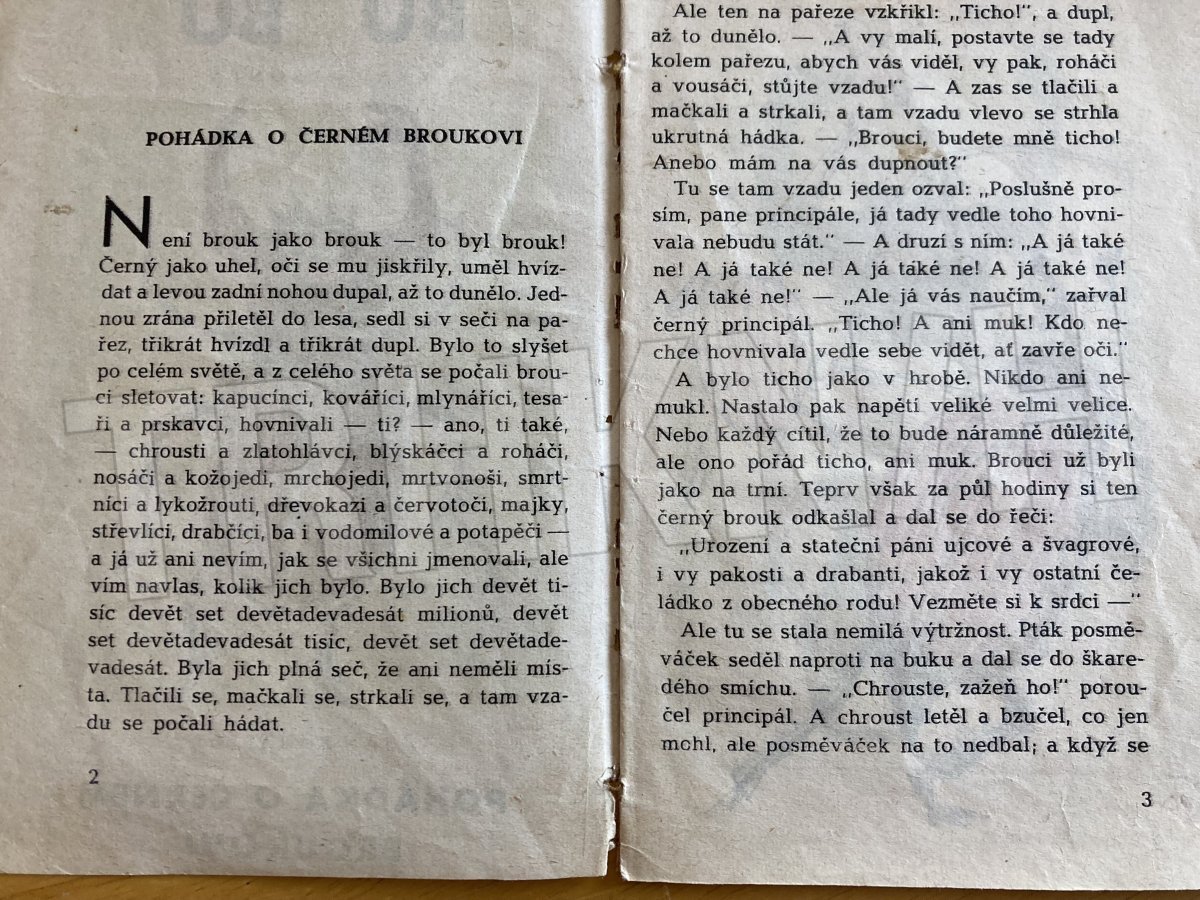 POHÁDKA O ČERNÉM BROUKOVI
Není brouk jako brouk — to byl brouk!
Černý jako uhel, oči se mu jiskřily, uměl hvíz-
dat a levou zadní nohou dupal, až to dunělo. Jed-
nou zrána přiletěl do lesa, sedl si v seči na pa-
řez, třikrát hvízdl a třikrát dupl. Bylo to slyšet
po celém světě, a z celého světa se počali brou-
ci sletovat: kapucínci, kováříci, mlynáříci, tesa-
ři a prskavci, hovnivali — ti? — ano, ti také,
— chrousti a zlatohlávci, blýskáčci a roháči,
nosáči a kožojedi, mrchojedi, mrtvonoši, smrt-
níci a lykožrouti, dřevokazi a červotoči, majky,
střevlíci, drabčíci, ba i vodomilové a potapěči —
a já už ani nevím, jak se všichni jmenovali, ale
vím navlas, kolik jich bylo. Bylo jich devět ti-
síc devět set devětadevadesát milionů, devět
set devětadevadesát tisíc, devět set devětade-
vadesát. Byla jich plná seč, že ani neměli mís-
ta. Tlačili se, mačkali se, strkali se, a tam vza-
du se počali hádat.
2
Ale ten na pařeze vzkřikl: „Ticho!", a dupl,
až to dunělo. — „A vy malí, postavte se tady
kolem pařezu, abych vás viděl, vy pak, roháči
a vousáči, stůjte vzadu!" — A zas se tlačili a
mačkali a strkali, a tam vzadu vlevo se strhla
ukrutná hádka. — „Brouci, budete mně ticho!
Anebo mám na vás dupnout?"
Tu se tam vzadu jeden ozval: „Poslušně pro-
sím, pane principále, já tady vedle toho hovni-
vala nebudu stát." — A druzí s ním: „A já také
ne! A já také ne! A já také ne! A já také ne!
A já také ne!" — „Ale já vás naučím," zařval
černý principál. „Ticho! A ani muk! Kdo ne-
chce hovnivala vedle sebe vidět, ať zavře oči."
A bylo ticho jako v hrobě. Nikdo ani ne-
mukl. Nastalo pak napětí veliké velmi velice.
Nebo každý cítil, že to bude náramně důležité,
ale ono pořád ticho, ani muk. Brouci už byli
jako na trní. Teprv však za půl hodiny si ten
černý brouk odkašlal a dal se do řeči:
„Urození a stateční páni ujcové a švagrové,
i vy pakosti a drabanti, jakož i vy ostatní če-
ládko z obecného rodu! Vezměte si k srdci —"
Ale tu se stala nemilá výtržnost. Pták posmě-
váček seděl naproti na buku a dal se do škare-
dého smíchu. — „Chrouste, zažeň ho!" porou-
čel principál. A chroust letěl a bzučel, co jen
mohl, ale posměváček na to nedbal; a když se
3